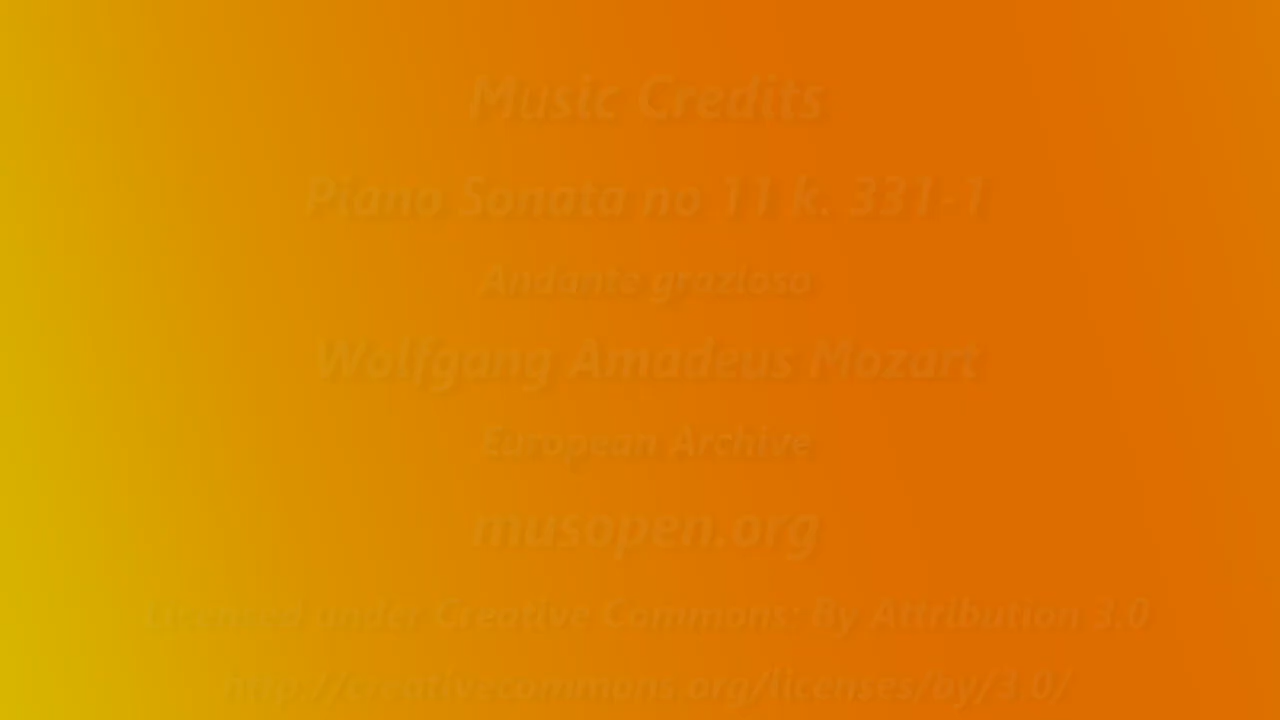 Music Credits
Piano Sonata no 11 k. 331-1
Andante grazioso
Wolfgang Amadeus Mozart
European Archive
musopen.org
Licensed under Creative Commons: By Attribution 3.0
http://creativecommons.org/licenses/by/3.0/